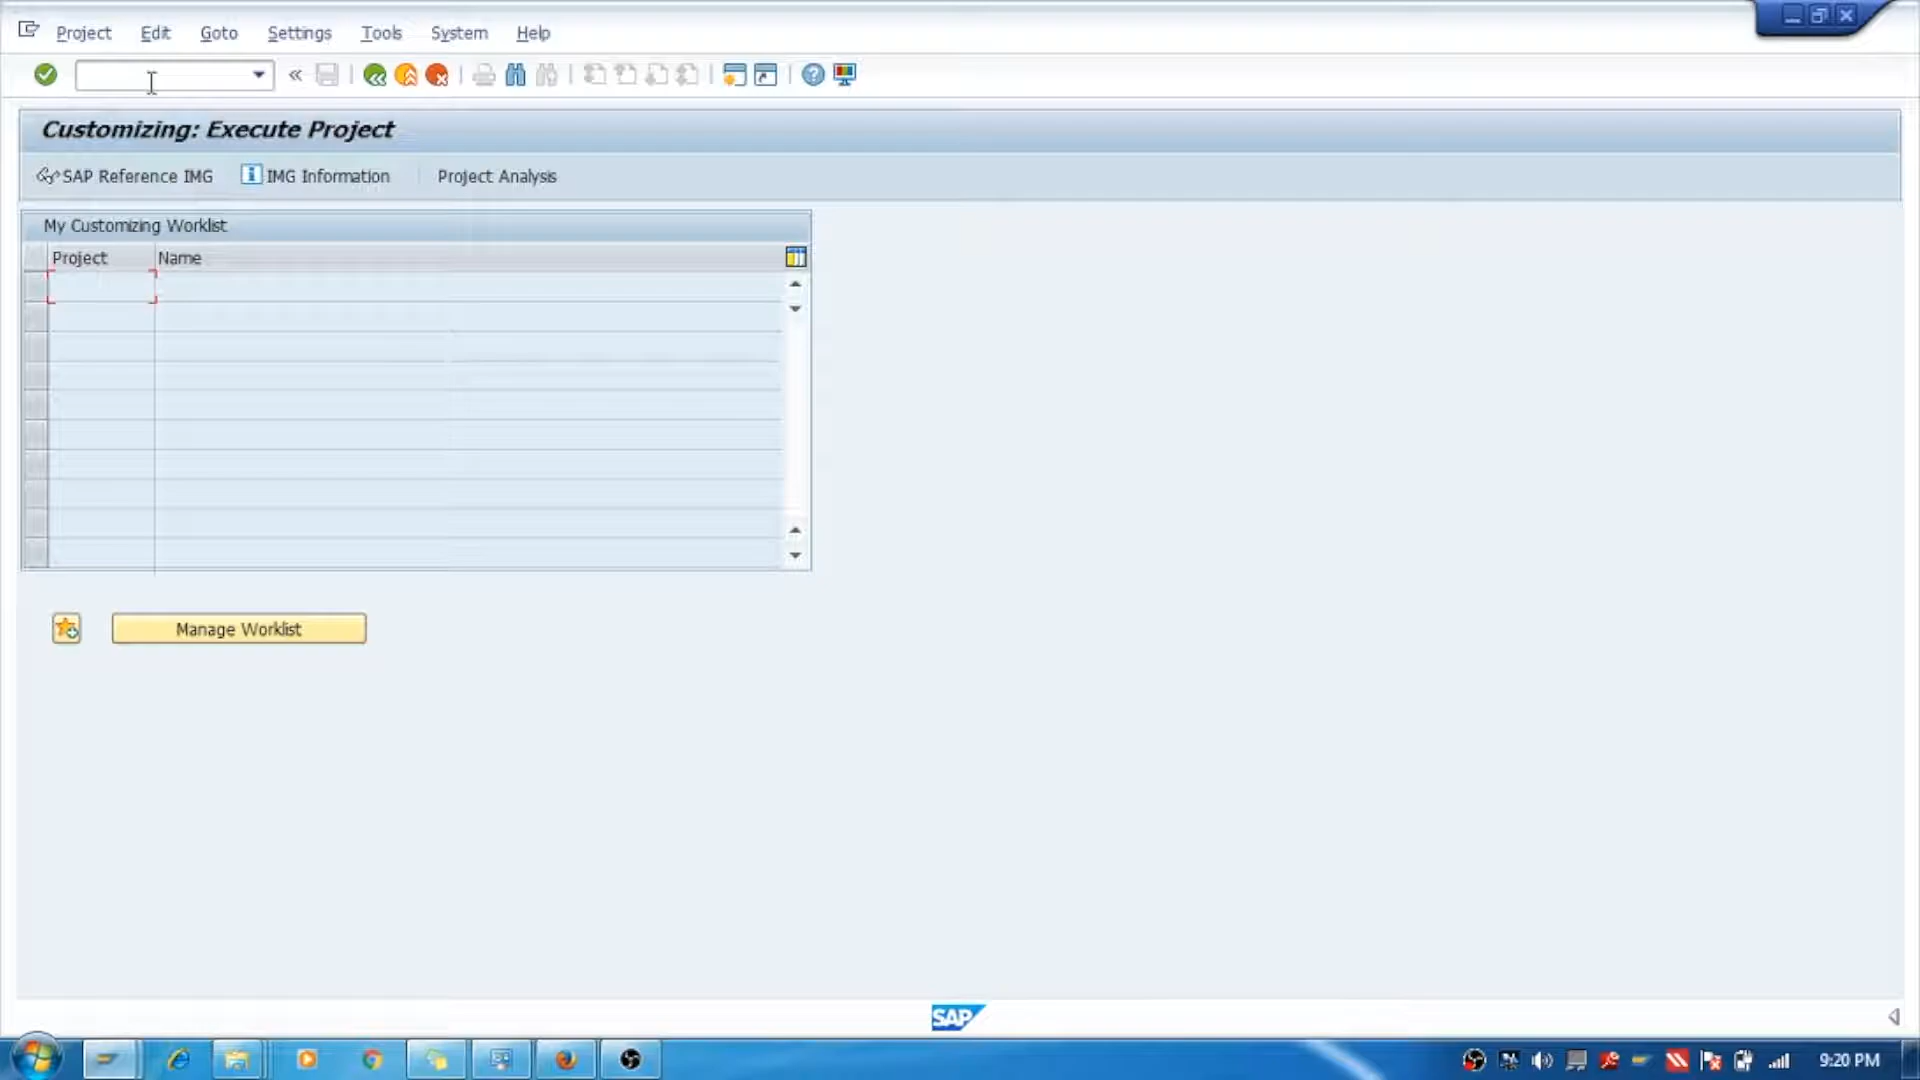 Project Edit Goto Settings Tools System Help
Customizing: Execute Project
SAP Reference IMG IMG Information Project Analysis
My Customizing Worklist
Project Name
Manage Worklist
SAP
9:20 PM